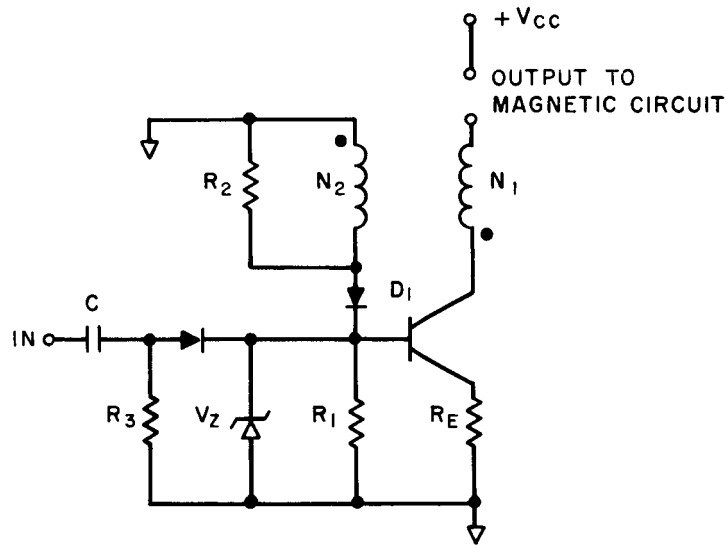 +VCC
OUTPUT TO
MAGNETIC CIRCUIT
R2
N2
N1
C
D1
IN
R3
VZ
R1
RE